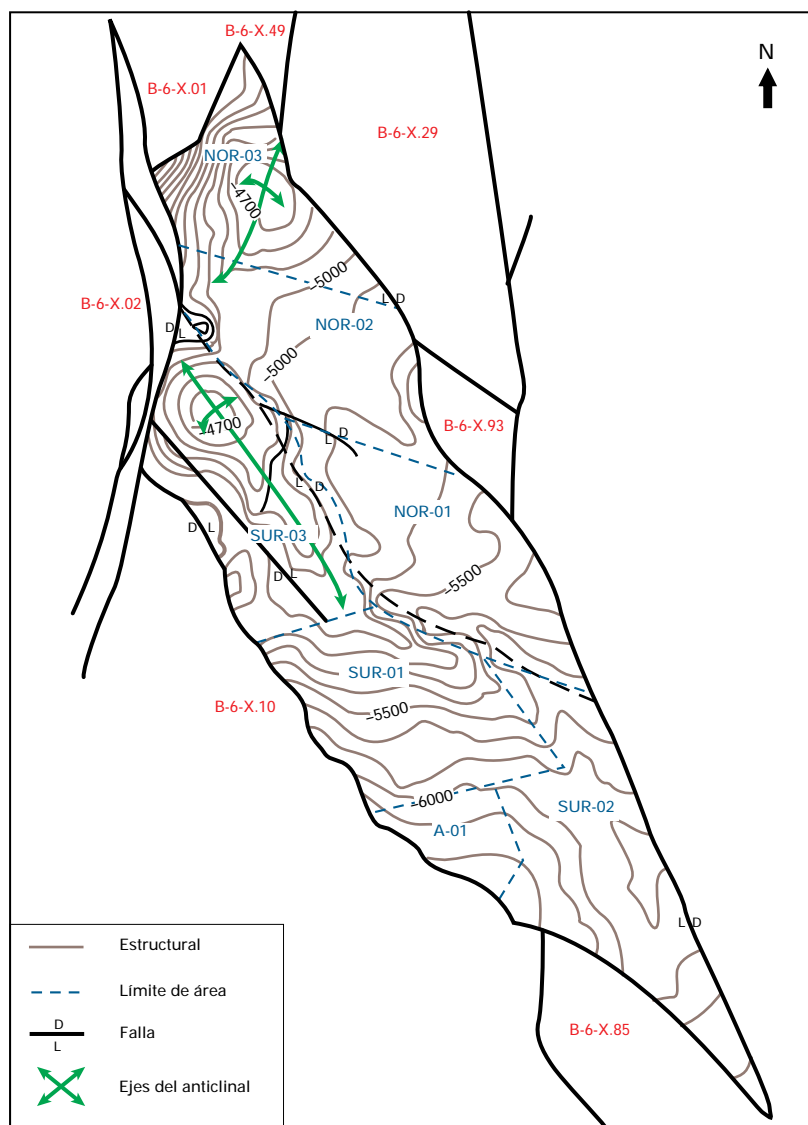 B-6-X.49
B-6-X.01
N
B-6-X.29
NOR-03
−4700
−5000
B-6-X.02
L D
D
L
NOR-02
−5000
−4700
B-6-X.93
L D
L D
NOR-01
D L
SUR-03
D L
−5500
SUR-01
B-6-X.10
−5500
−6000
SUR-02
A-01
L D
Estructural
Límite de área
D
L
Falla
Ejes del anticlinal
B-6-X.85